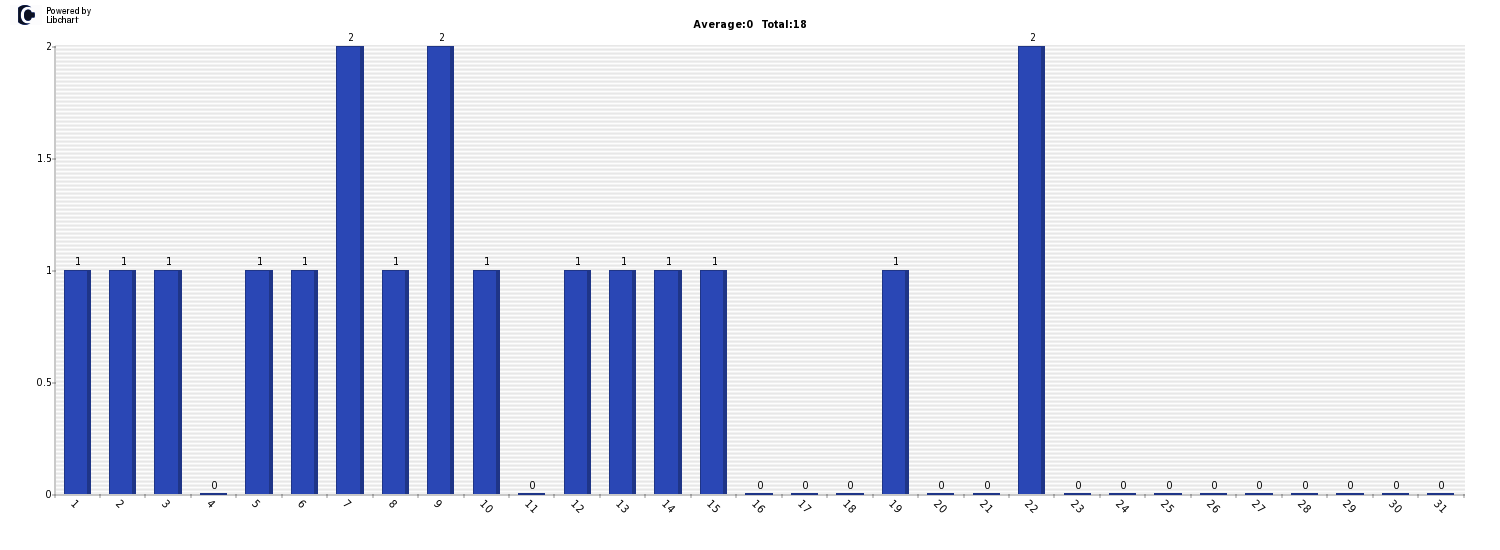 Powered by
Libchart
Average:0 Total:18
2 2 2
2
1.5
1 1 1 1 1 1 1 1 1 1 1 1
1
0.5
0 0 0 0 0 0 0 0 0 0 0 0 0 0 0 0
0
1 2 3 4 5 6 7 8 9 10 11 12 13 14 15 16 17 18 19 20 21 22 23 24 25 26 27 28 29 30 31